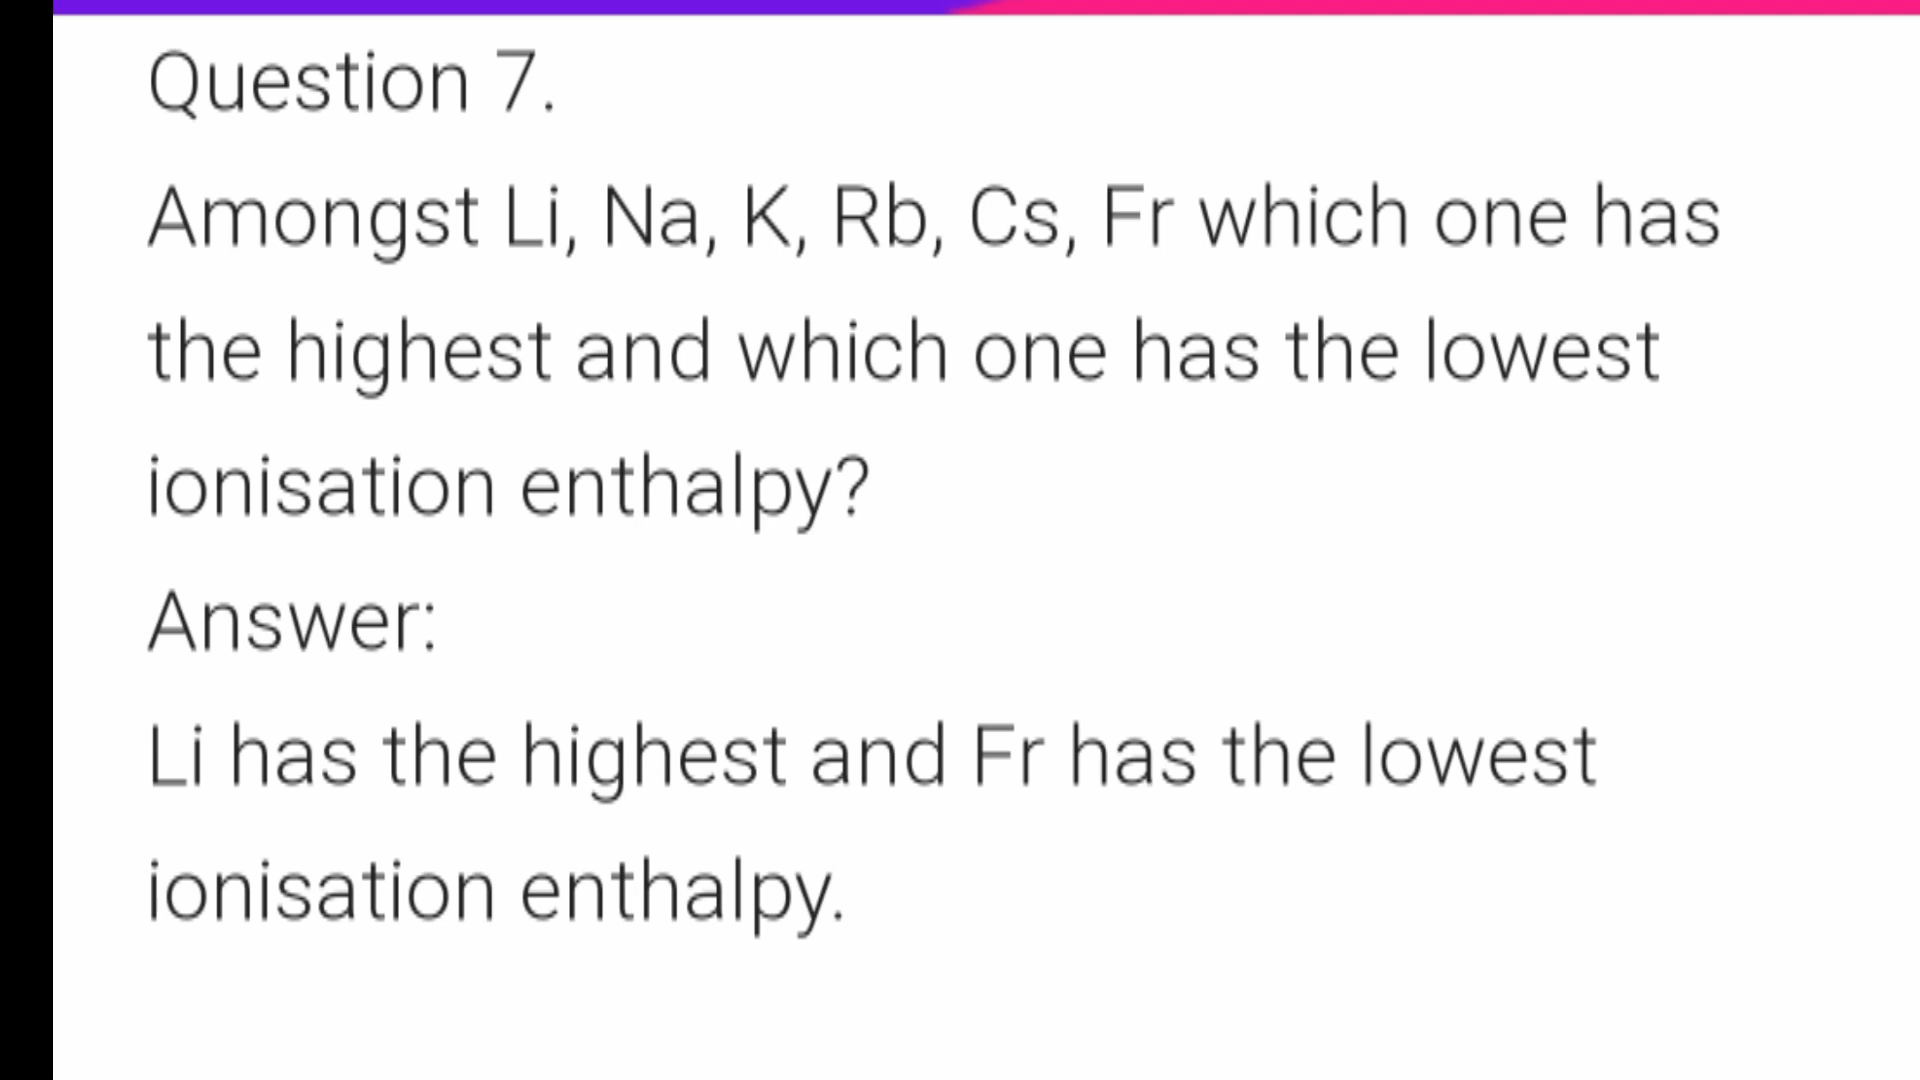 Question 7.
Amongst Li, Na, K, Rb, Cs, Fr which one has
the highest and which one has the lowest
ionisation enthalpy?
Answer:
Li has the highest and Fr has the lowest
ionisation enthalpy.